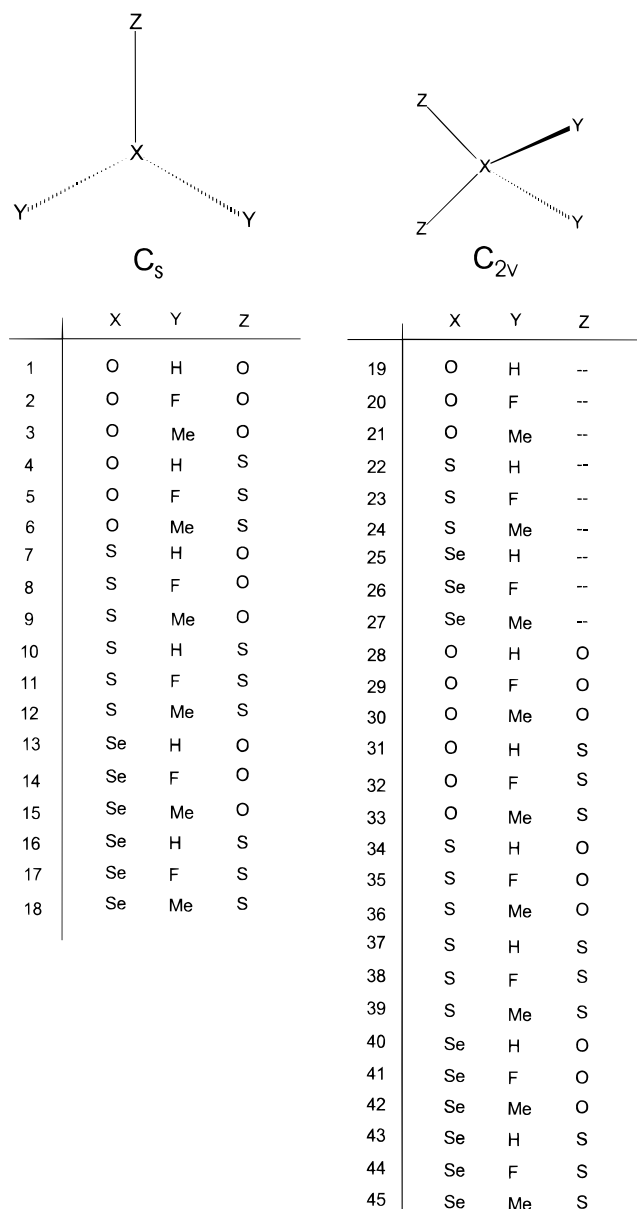 Z
X
Y Y
C_s
X Y Z
1 O H O
2 O F O
3 O Me O
4 O H S
5 O F S
6 O Me S
7 S H O
8 S F O
9 S Me O
10 S H S
11 S F S
12 S Me S
13 Se H O
14 Se F O
15 Se Me O
16 Se H S
17 Se F S
18 Se Me S
Z
Y
X
Z
Y
C_2v
X Y Z
19 O H --
20 O F --
21 O Me --
22 S H --
23 S F --
24 S Me --
25 Se H --
26 Se F --
27 Se Me --
28 O H O
29 O F O
30 O Me O
31 O H S
32 O F S
33 O Me S
34 S H O
35 S F O
36 S Me O
37 S H S
38 S F S
39 S Me S
40 Se H O
41 Se F O
42 Se Me O
43 Se H S
44 Se F S
45 Se Me S